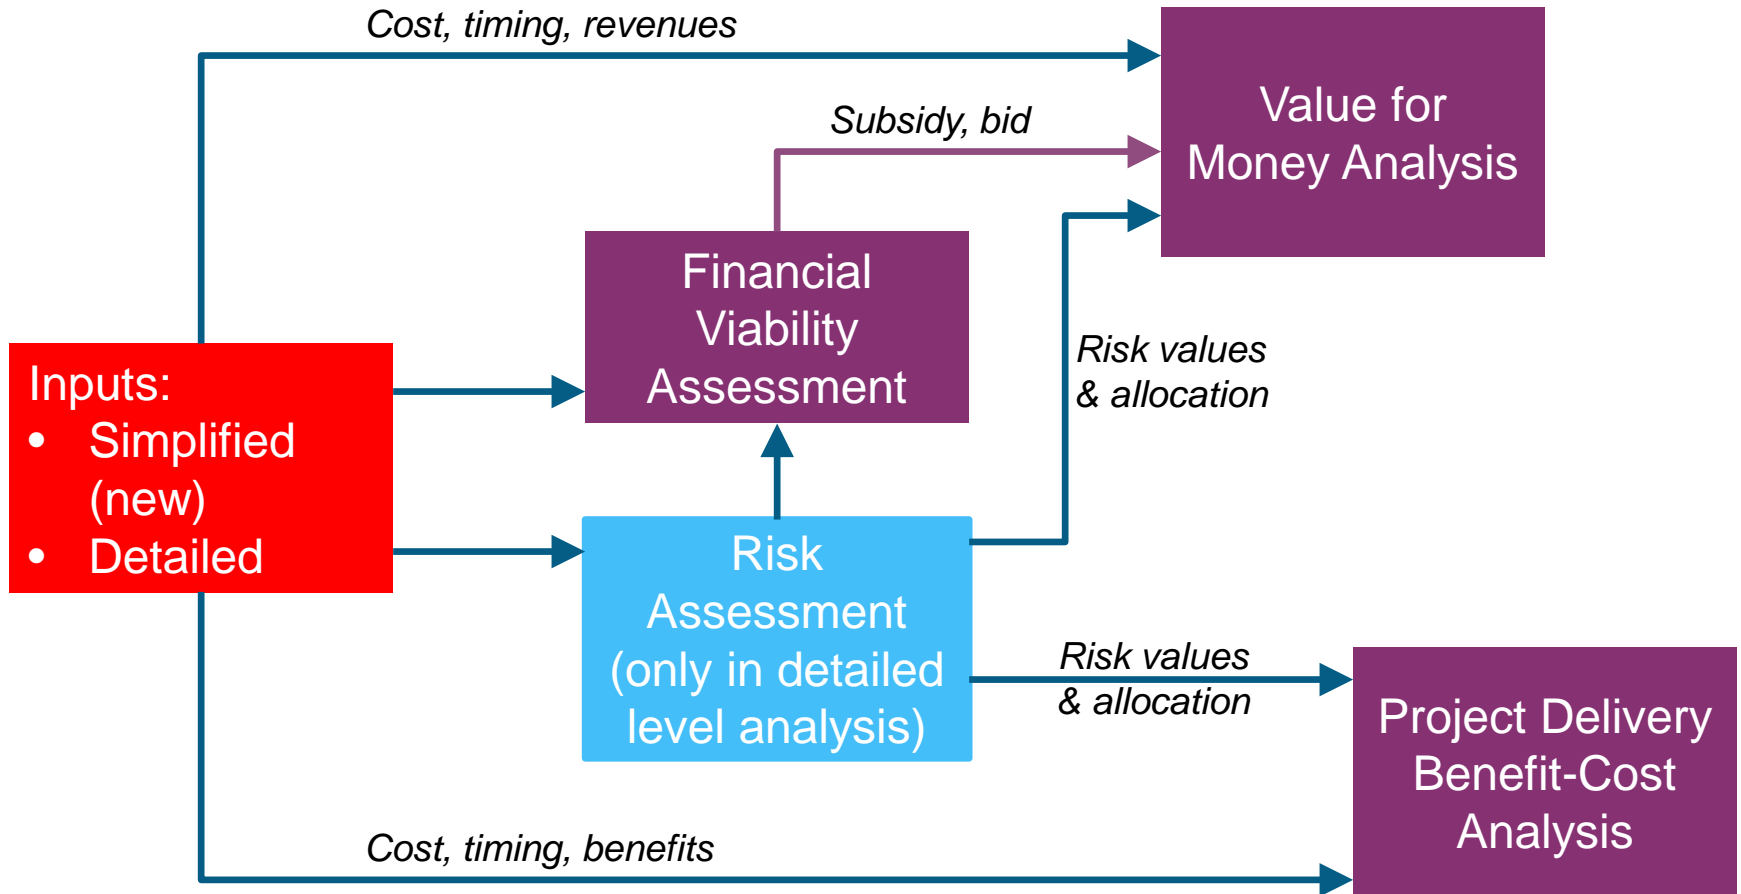 Cost, timing, revenues
Value for
Money Analysis
Subsidy, bid
Financial
Viability
Assessment
Risk values
& allocation
Inputs:
• Simplified
(new)
• Detailed
Risk
Assessment
(only in detailed
level analysis)
Risk values
& allocation
Project Delivery
Benefit-Cost
Analysis
Cost, timing, benefits